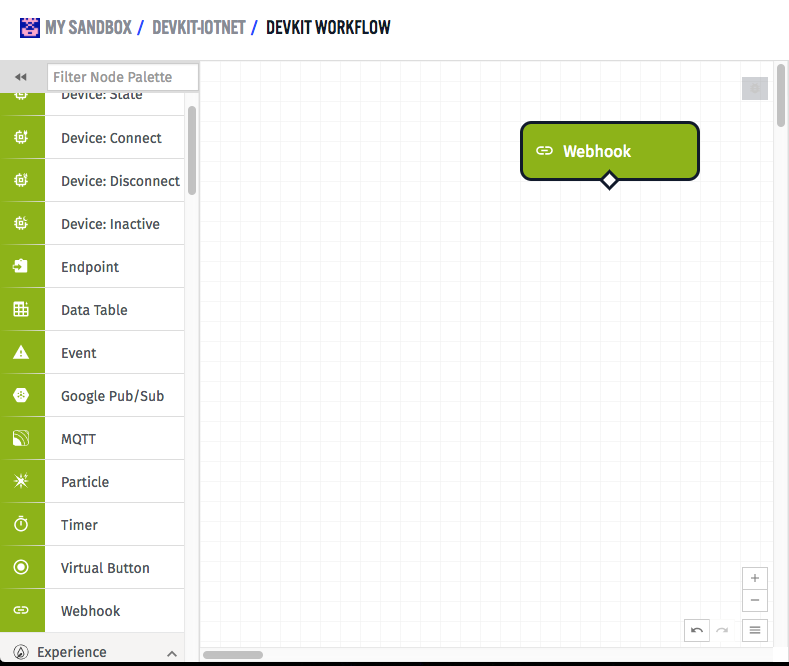 MY SANDBOX / DEVKIT-IOTNET / DEVKIT WORKFLOW
Filter Node Palette
Device: State
Device: Connect
Device: Disconnect
Device: Inactive
Endpoint
Data Table
Event
Google Pub/Sub
MQTT
Particle
Timer
Virtual Button
Webhook
Experience
Webhook